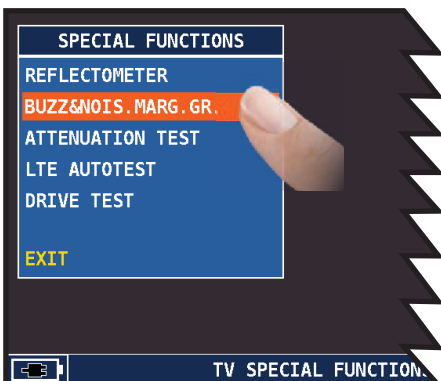 SPECIAL FUNCTIONS
REFLECTOMETER
BUZZ&NOIS.MARG.GR.
ATTENUATION TEST
LTE AUTOTEST
DRIVE TEST
EXIT
TV SPECIAL FUNCTION